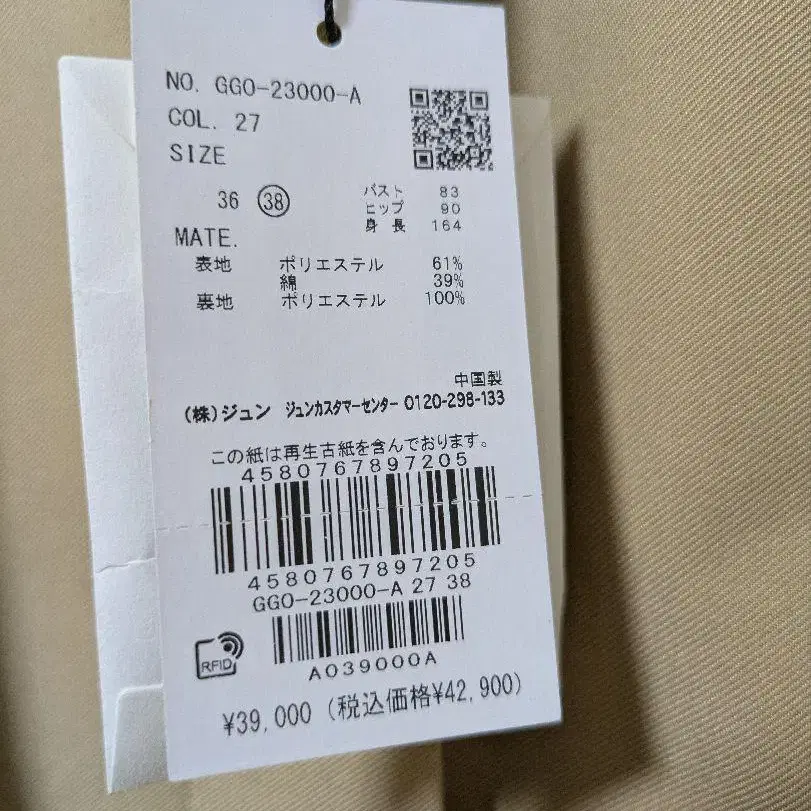 NO. GGO-23000-A
COL. 27
SIZE
36 38
バスト 83
ヒップ 90
身長 164
MATE.
表地 ポリエステル 61%
綿 39%
裏地 ポリエステル 100%
中国製
(株)ジュン ジュンカスタマーセンター 0120-298-133
この紙は再生古紙を含んでおります。
4580767897205
4580767897205
GGO-23000-A 27 38
RFID
A039000A
¥39,000 (税込価格¥42,900)